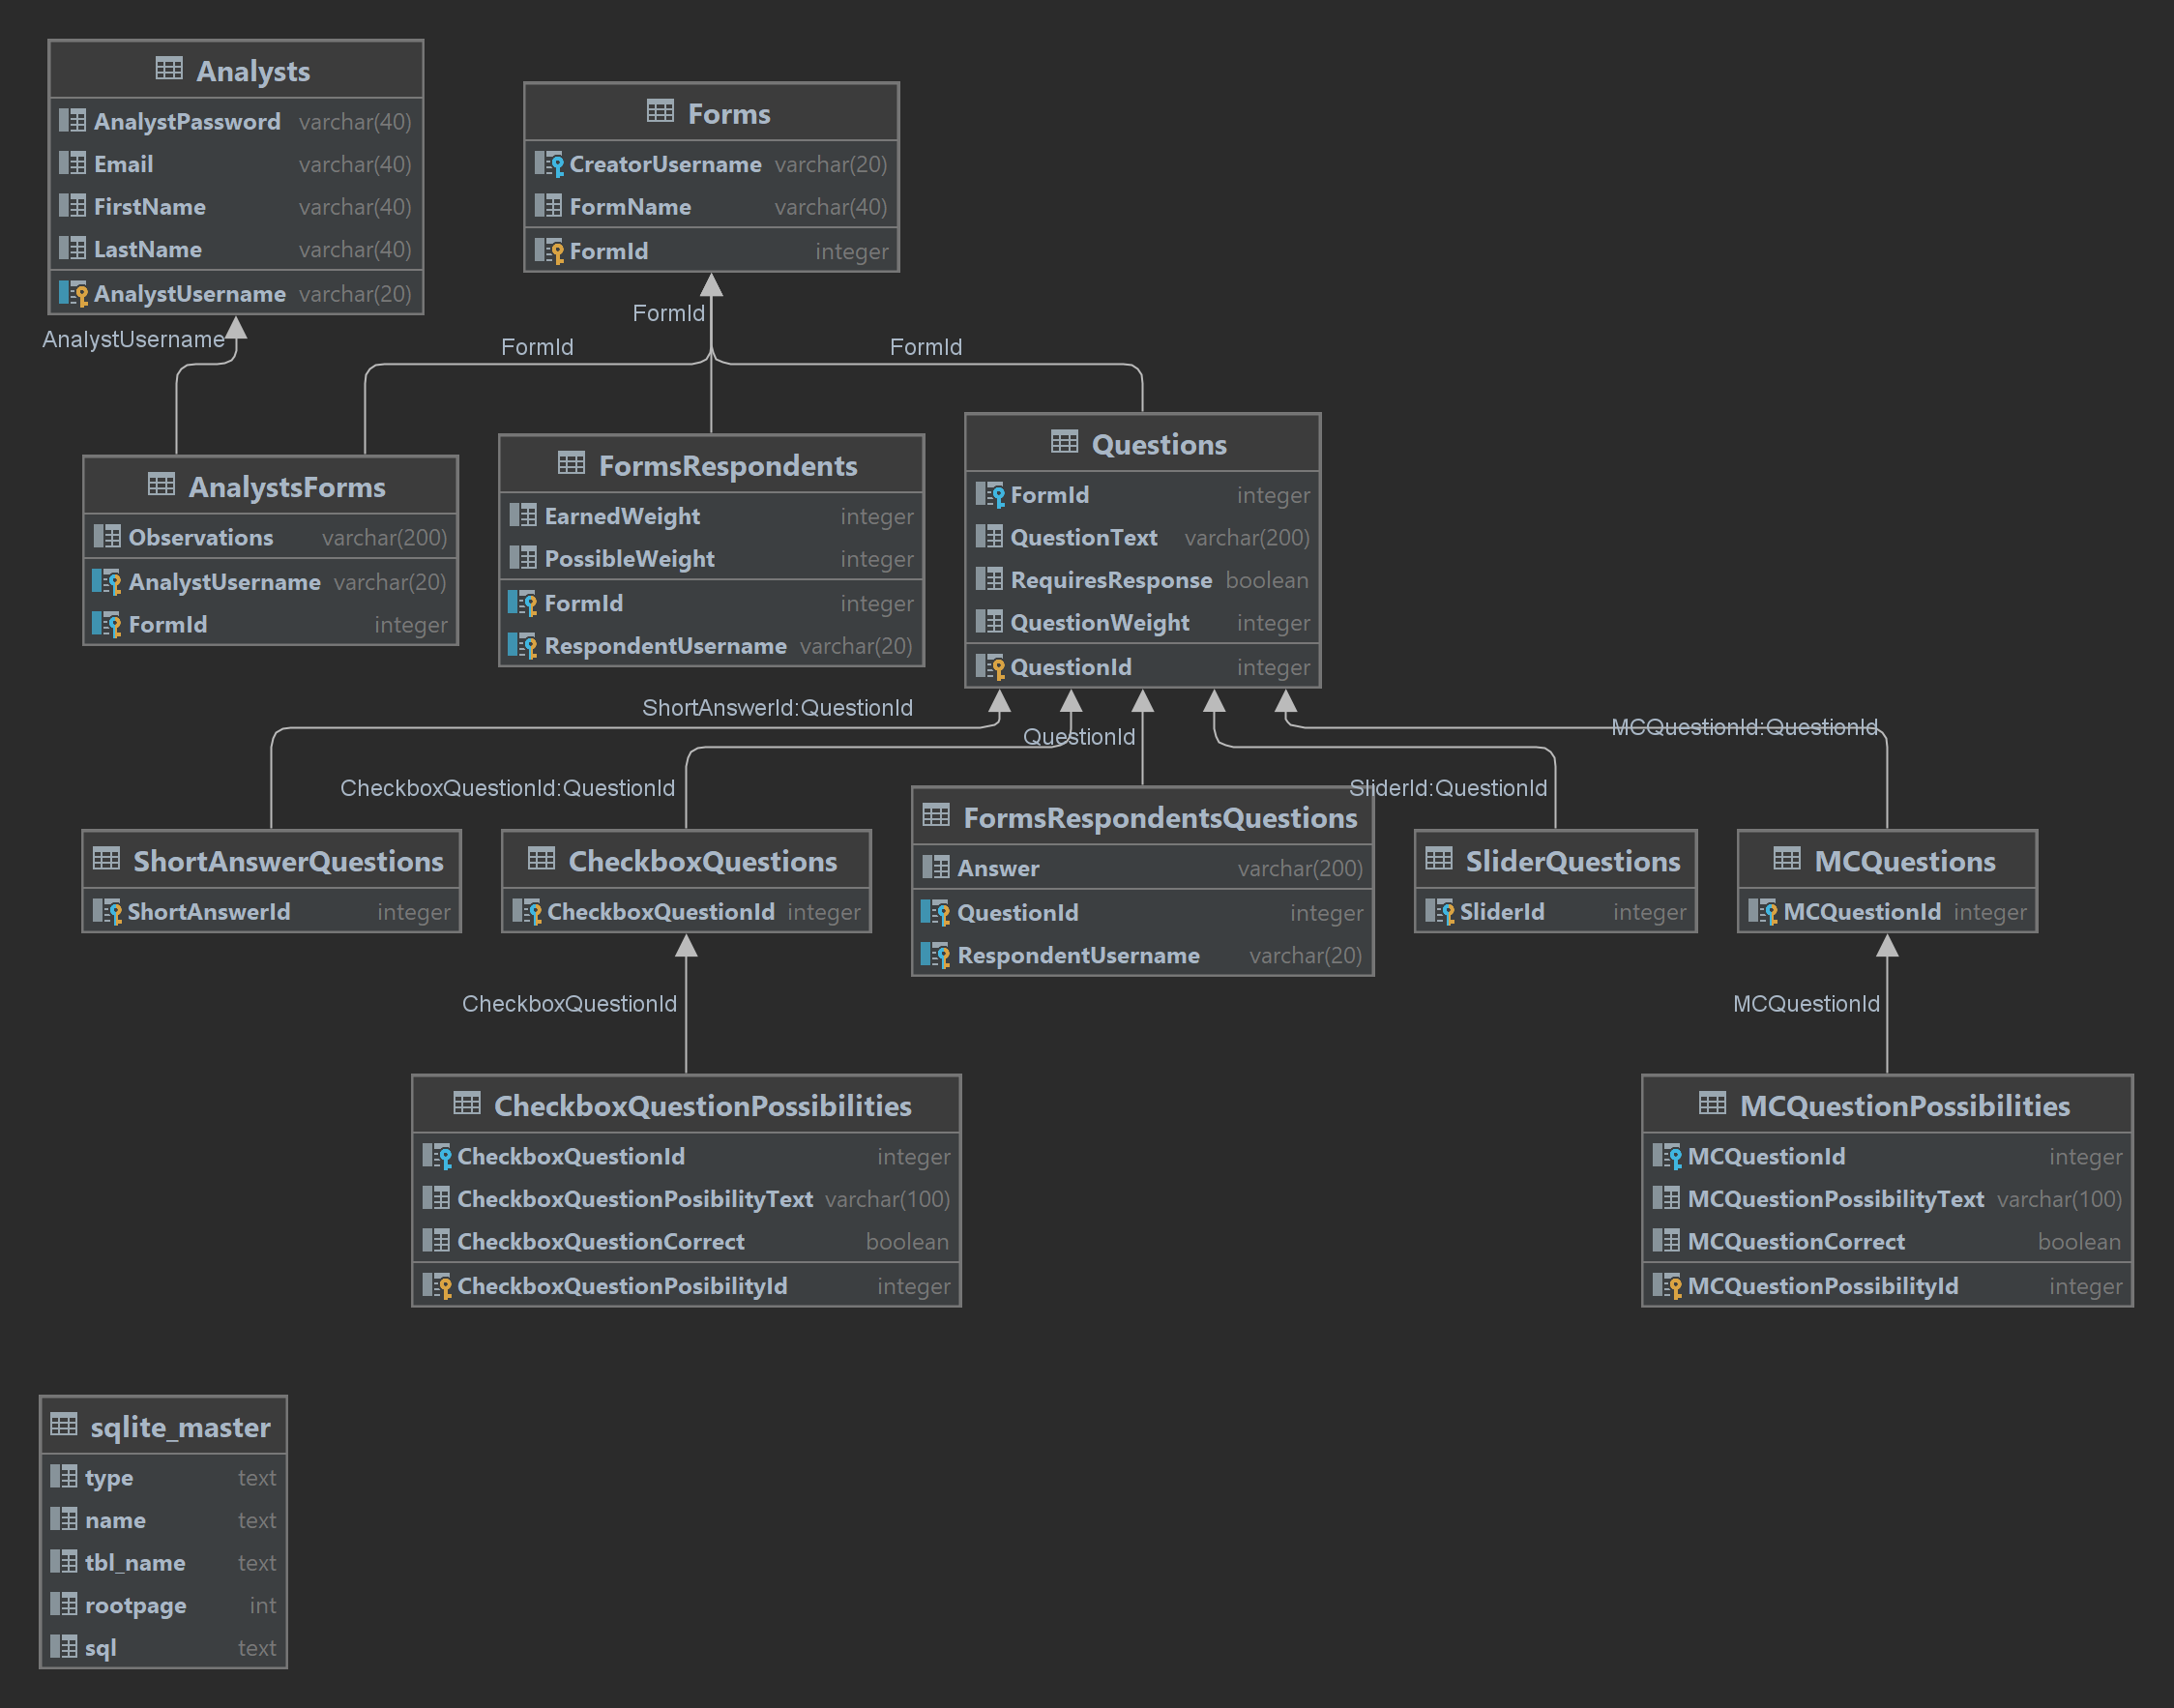 Analysts
AnalystPassword varchar(40)
Email varchar(40)
FirstName varchar(40)
LastName varchar(40)
AnalystUsername varchar(20)
Forms
CreatorUsername varchar(20)
FormName varchar(40)
FormId integer
AnalystUsername
FormId
FormId
FormId
AnalystsForms
Observations varchar(200)
AnalystUsername varchar(20)
FormId integer
FormsRespondents
EarnedWeight integer
PossibleWeight integer
FormId integer
RespondentUsername varchar(20)
Questions
FormId integer
QuestionText varchar(200)
RequiresResponse boolean
QuestionWeight integer
QuestionId integer
ShortAnswerId:QuestionId
CheckboxQuestionId:QuestionId
QuestionId
SliderId:QuestionId
MCQuestionId:QuestionId
ShortAnswerQuestions
ShortAnswerId integer
CheckboxQuestions
CheckboxQuestionId integer
FormsRespondentsQuestions
Answer varchar(200)
QuestionId integer
RespondentUsername varchar(20)
SliderQuestions
SliderId integer
MCQuestions
MCQuestionId integer
CheckboxQuestionId
MCQuestionId
CheckboxQuestionPossibilities
CheckboxQuestionId integer
CheckboxQuestionPosibilityText varchar(100)
CheckboxQuestionCorrect boolean
CheckboxQuestionPosibilityId integer
MCQuestionPossibilities
MCQuestionId integer
MCQuestionPossibilityText varchar(100)
MCQuestionCorrect boolean
MCQuestionPossibilityId integer
sqlite_master
type text
name text
tbl_name text
rootpage int
sql text